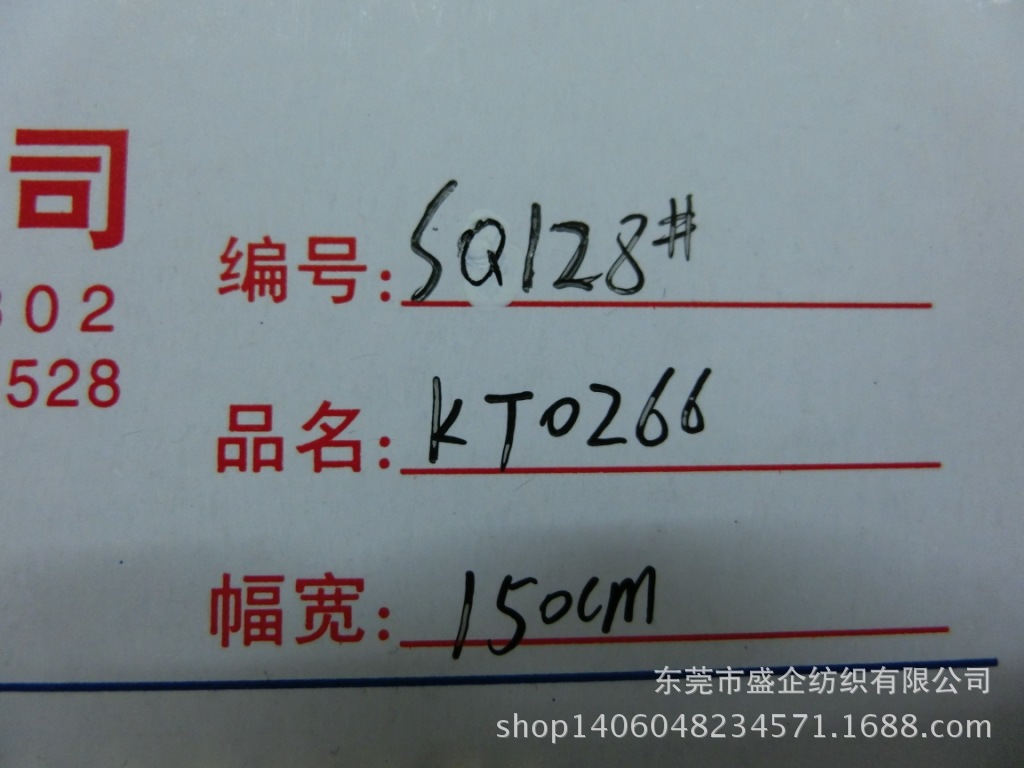 司
302
528
编号: SQ128#
品名: KT0266
幅宽: 150cm
东莞市盛企纺织有限公司
shop1406048234571.1688.com